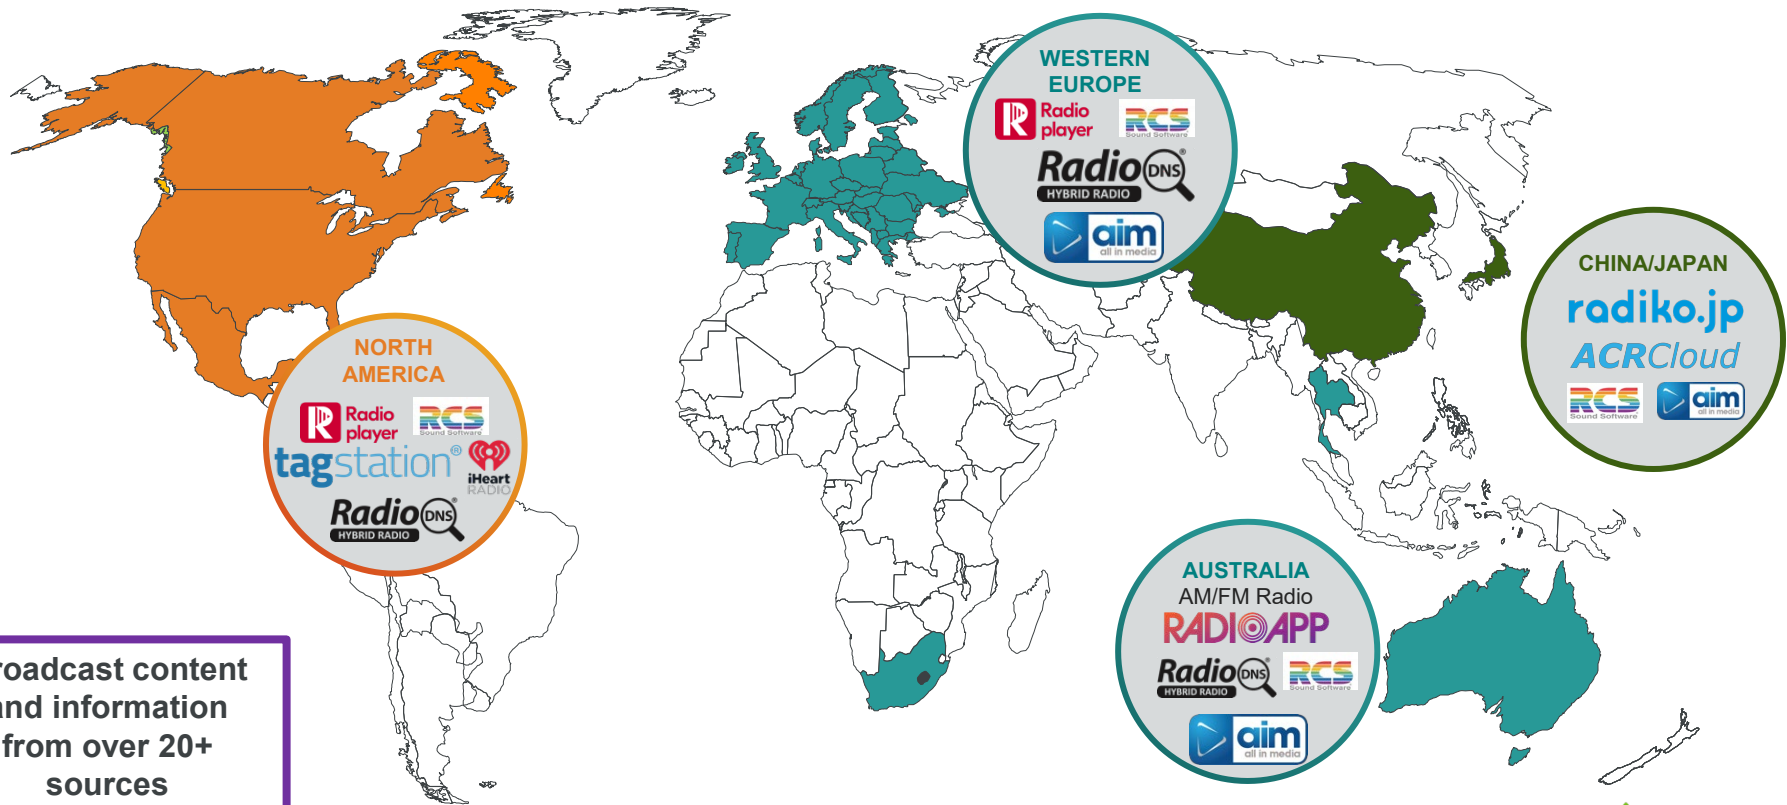 WESTERN
EUROPE
Radio
player
RCS
Sound Software
Radio DNS®
HYBRID RADIO
aim
all in media
CHINA/JAPAN
radiko.jp
ACRCloud
RCS
Sound Software
aim
all in media
NORTH
AMERICA
Radio
player
RCS
Sound Software
tagstation®
iHeart
RADIO
Radio DNS®
HYBRID RADIO
AUSTRALIA
AM/FM Radio
RADIOAPP
Radio DNS®
HYBRID RADIO
RCS
Sound Software
aim
all in media
roadcast content
and information
from over 20+
sources